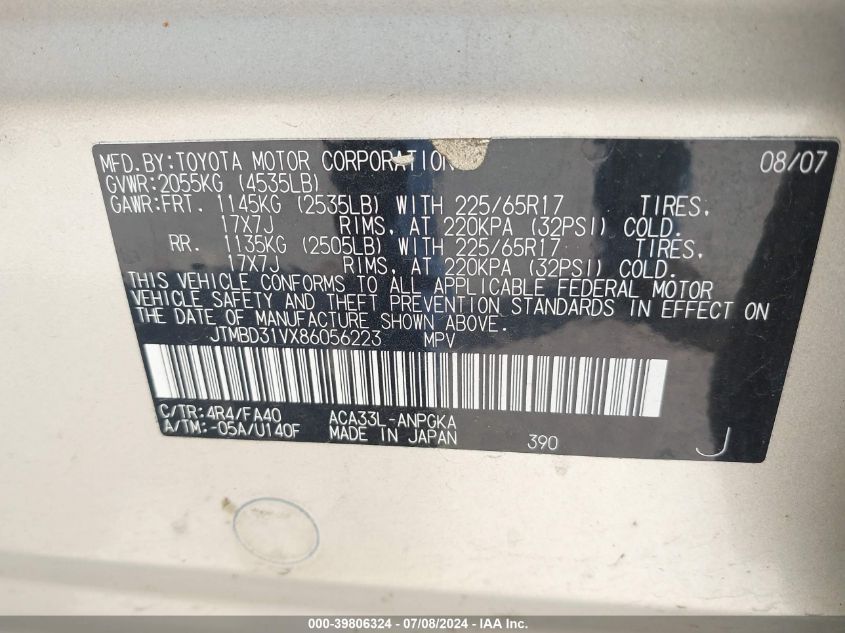 MFD.BY:TOYOTA MOTOR CORPORATION 08/07
GVWR:2055KG (4535LB)
GAWR:FRT. 1145KG (2535LB) WITH 225/65R17 TIRES,
17X7J RIMS, AT 220KPA (32PSI) COLD.
RR. 1135KG (2505LB) WITH 225/65R17 TIRES,
17X7J RIMS, AT 220KPA (32PSI) COLD.
THIS VEHICLE CONFORMS TO ALL APPLICABLE FEDERAL MOTOR
VEHICLE SAFETY AND THEFT PREVENTION STANDARDS IN EFFECT ON
THE DATE OF MANUFACTURE SHOWN ABOVE.
JTMBD31VX86056223 MPV
C/TR:4R4/FA40 ACA33L-ANPGKA
A/TM:-05A/U140F MADE IN JAPAN 390 J
000-39806324 - 07/08/2024 - IAA Inc.